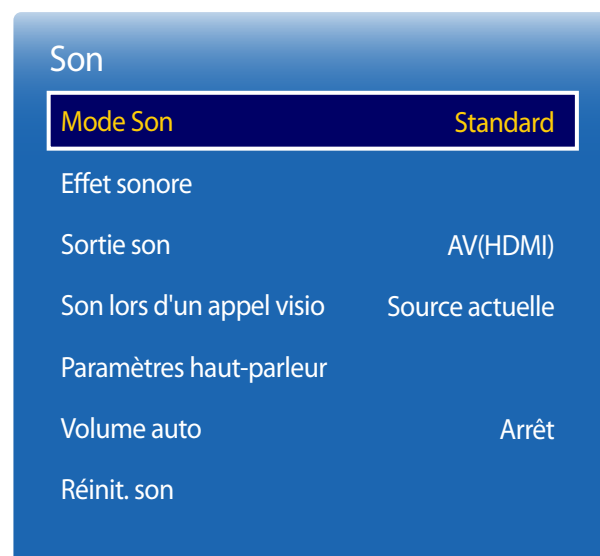 Son
Mode Son Standard
Effet sonore
Sortie son AV(HDMI)
Son lors d'un appel visio Source actuelle
Paramètres haut-parleur
Volume auto Arrêt
Réinit. son